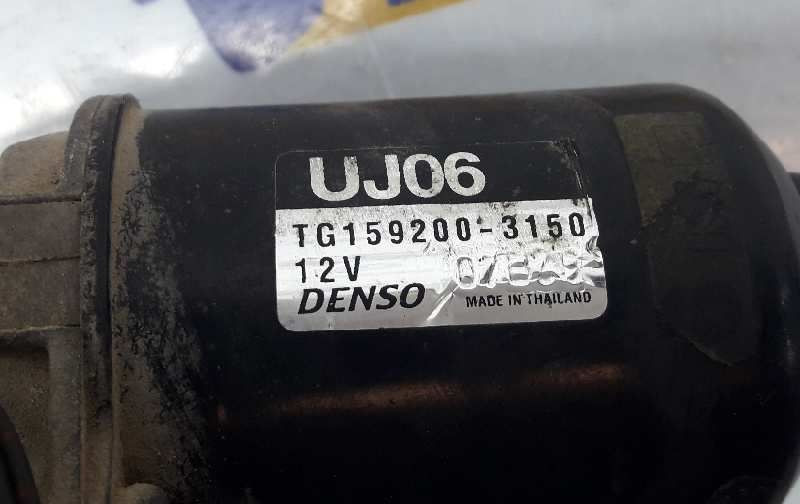 UJ06
TG159200-3150
12V
DENSO MADE IN THAILAND